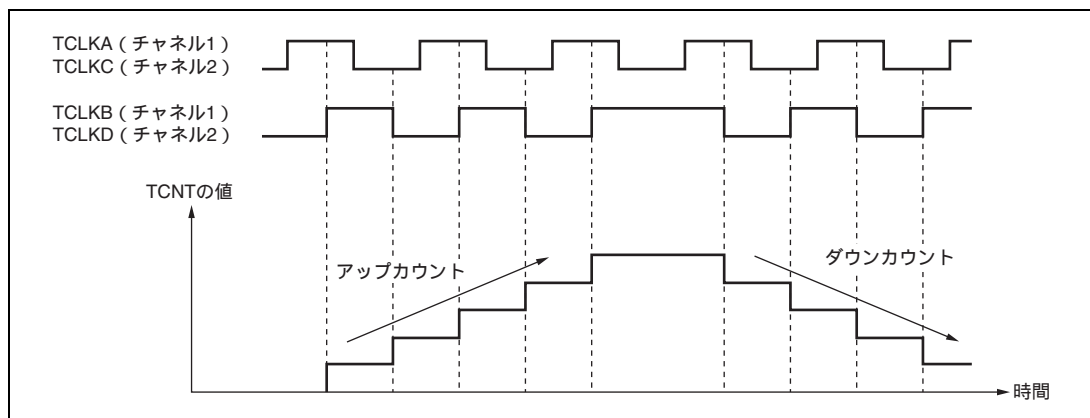 TCLKA（チャネル1）
TCLKC（チャネル2）
TCLKB（チャネル1）
TCLKD（チャネル2）
TCNTの値
アップカウント
ダウンカウント
時間